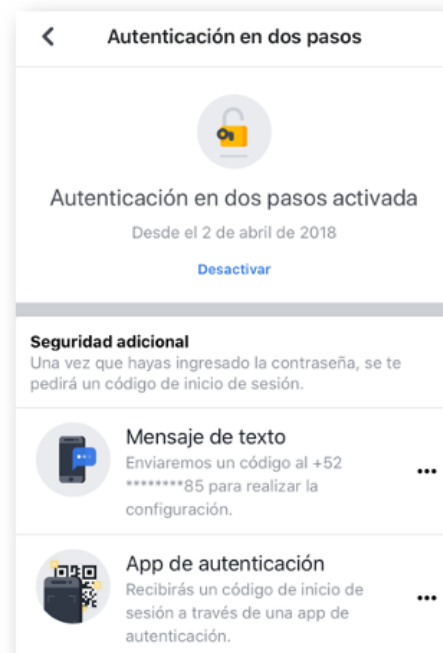 Autenticación en dos pasos
Autenticación en dos pasos activada
Desde el 2 de abril de 2018
Desactivar
Seguridad adicional
Una vez que hayas ingresado la contraseña, se te
pedirá un código de inicio de sesión.
Mensaje de texto
Enviaremos un código al +52
********85 para realizar la
configuración.
App de autenticación
Recibirás un código de inicio de
sesión a través de una app de
autenticación.